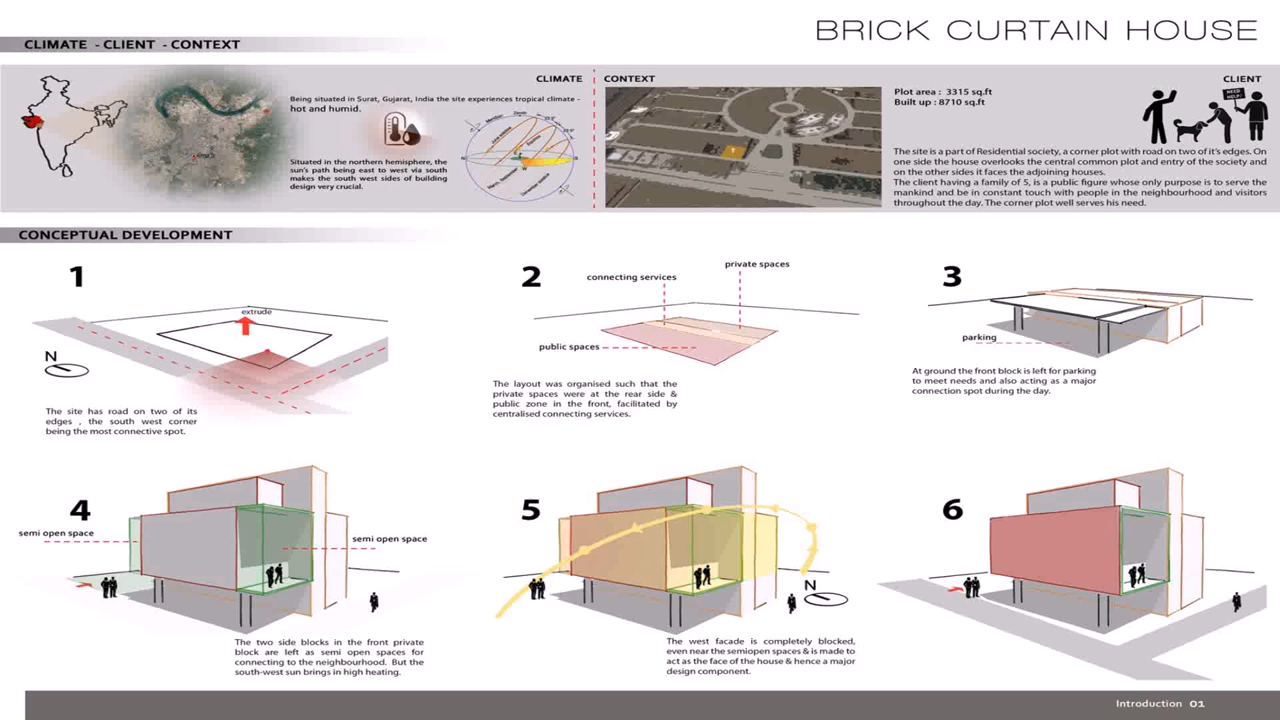 BRICK CURTAIN HOUSE
CLIMATE - CLIENT - CONTEXT
CLIMATE
Being situated in Surat, Gujarat, India the site experiences tropical climate -
hot and humid.
Situated in the northern hemisphere, the
sun's path being east to west via south
makes the south west sides of building
design very crucial.
CONTEXT
CLIENT
Plot area : 3315 sq.ft
Built up : 8710 sq.ft
NEED
HELP!
The site is a part of Residential society, a corner plot with road on two of it's edges. On
one side the house overlooks the central common plot and entry of the society and
on the other sides it faces the adjoining houses.
The client having a family of 5, is a public figure whose only purpose is to serve the
mankind and be in constant touch with people in the neighbourhood and visitors
throughout the day. The corner plot well serves his need.
CONCEPTUAL DEVELOPMENT
1
extrude
N
The site has road on two of its
edges , the south west corner
being the most connective spot.
2
connecting services
private spaces
public spaces
The layout was organised such that the
private spaces were at the rear side &
public zone in the front, facilitated by
centralised connecting services.
3
parking
At ground the front block is left for parking
to meet needs and also acting as a major
connection spot during the day.
4
semi open space
semi open space
The two side blocks in the front private
block are left as semi open spaces for
connecting to the neighbourhood. But the
south-west sun brings in high heating.
5
N
The west facade is completely blocked,
even near the semiopen spaces & is made to
act as the face of the house & hence a major
design component.
6
Introduction 01